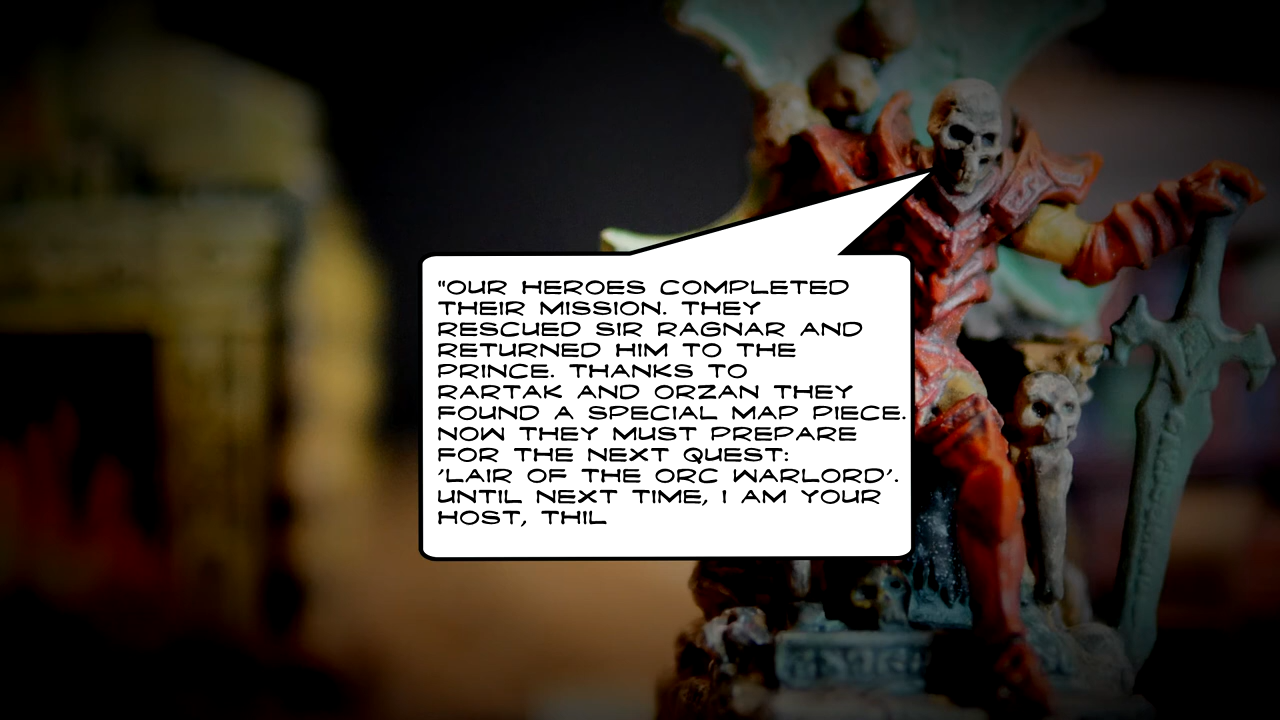 "OUR HEROES COMPLETED
THEIR MISSION. THEY
RESCUED SIR RAGNAR AND
RETURNED HIM TO THE
PRINCE. THANKS TO
RARTAK AND ORZAN THEY
FOUND A SPECIAL MAP PIECE.
NOW THEY MUST PREPARE
FOR THE NEXT QUEST:
'LAIR OF THE ORC WARLORD'.
UNTIL NEXT TIME, I AM YOUR
HOST, THIL